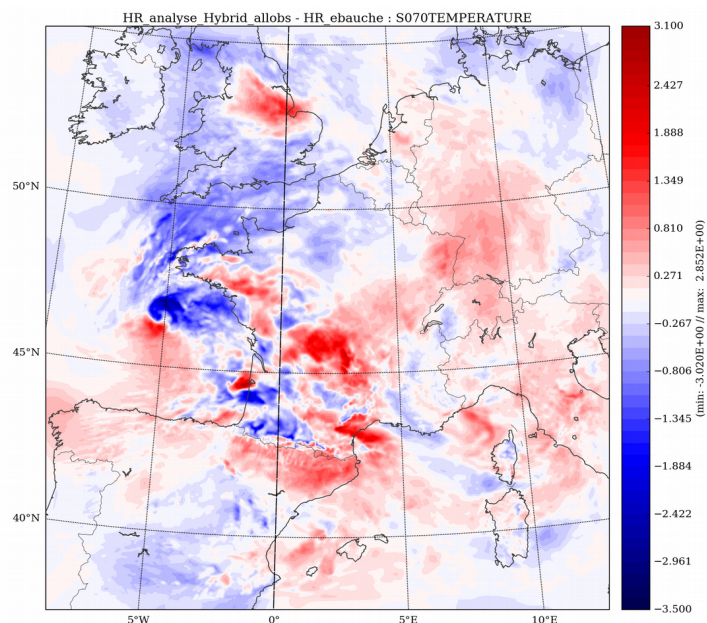 HR_analyse_Hybrid_allobs - HR_ebauche : S070TEMPERATURE
50°N
45°N
40°N
5°W
0°
5°E
10°E
3.100
2.427
1.888
1.349
0.810
0.271
−0.267
−0.806
−1.345
−1.884
−2.422
−2.961
−3.500
(min: -3.020E+00 // max:  2.852E+00)